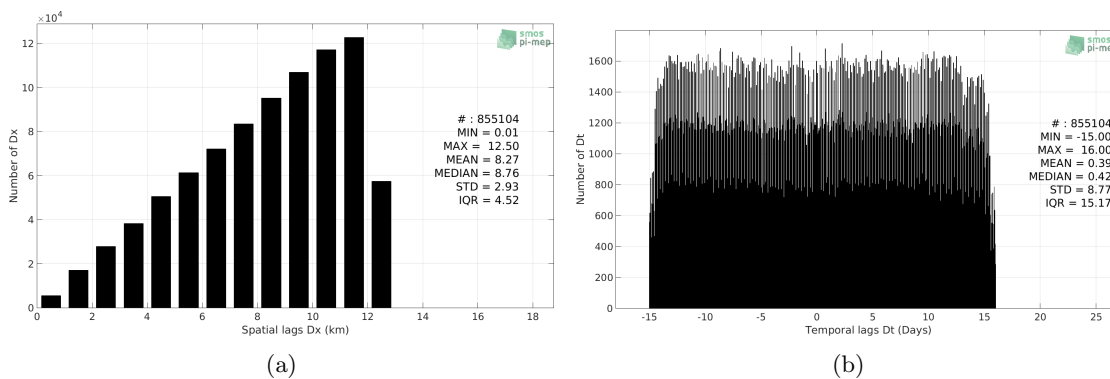 ×10⁴
12
10
8
6
4
2
0
Number of Dx
0 2 4 6 8 10 12 14 16 18
Spatial lags Dx (km)
smos
pi-mep
# : 855104
MIN = 0.01
MAX = 12.50
MEAN = 8.27
MEDIAN = 8.76
STD = 2.93
IQR = 4.52
(a)
1600
1400
1200
1000
800
600
400
200
0
Number of Dt
-15 -10 -5 0 5 10 15 20 25
Temporal lags Dt (Days)
smos
pi-mep
# : 855104
MIN = -15.00
MAX = 16.00
MEAN = 0.39
MEDIAN = 0.42
STD = 8.77
IQR = 15.17
(b)